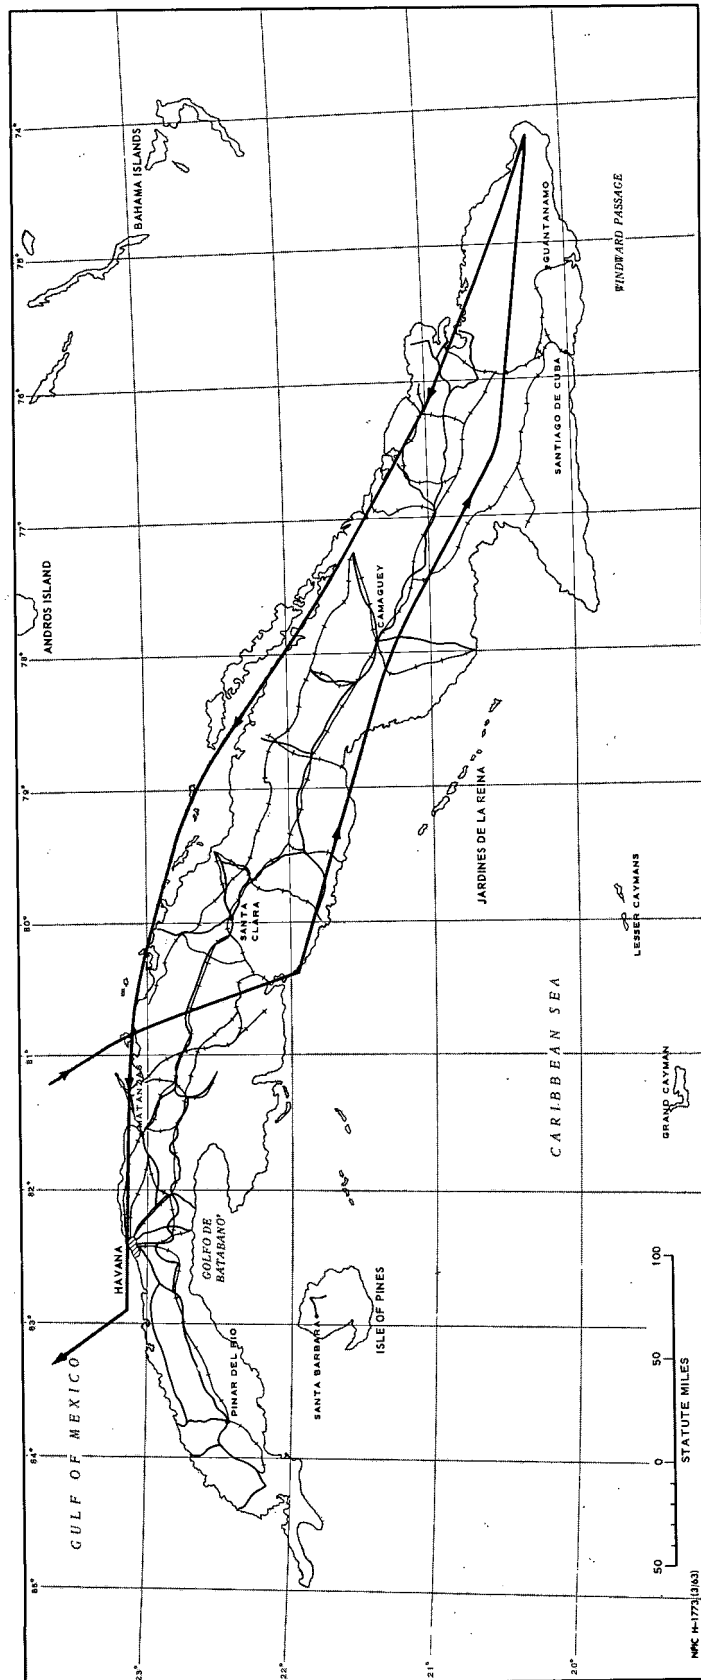 74°
75°
76°
77°
78°
79°
80°
81°
82°
83°
84°
85°
23°
22°
21°
20°
BAHAMA ISLANDS
ANDROS ISLAND
GULF OF MEXICO
HAVANA
MATANZAS
SANTA
CLARA
CAMAGUEY
GUANTANAMO
SANTIAGO DE CUBA
WINDWARD PASSAGE
PINAR DEL RIO
GOLFO DE
BATABANO
SANTA BARBARA
ISLE OF PINES
JARDINES DE LA REINA
CARIBBEAN SEA
LESSER CAYMANS
GRAND CAYMAN
50 0 50 100
STATUTE MILES
NPIC H-1773 (3/63)